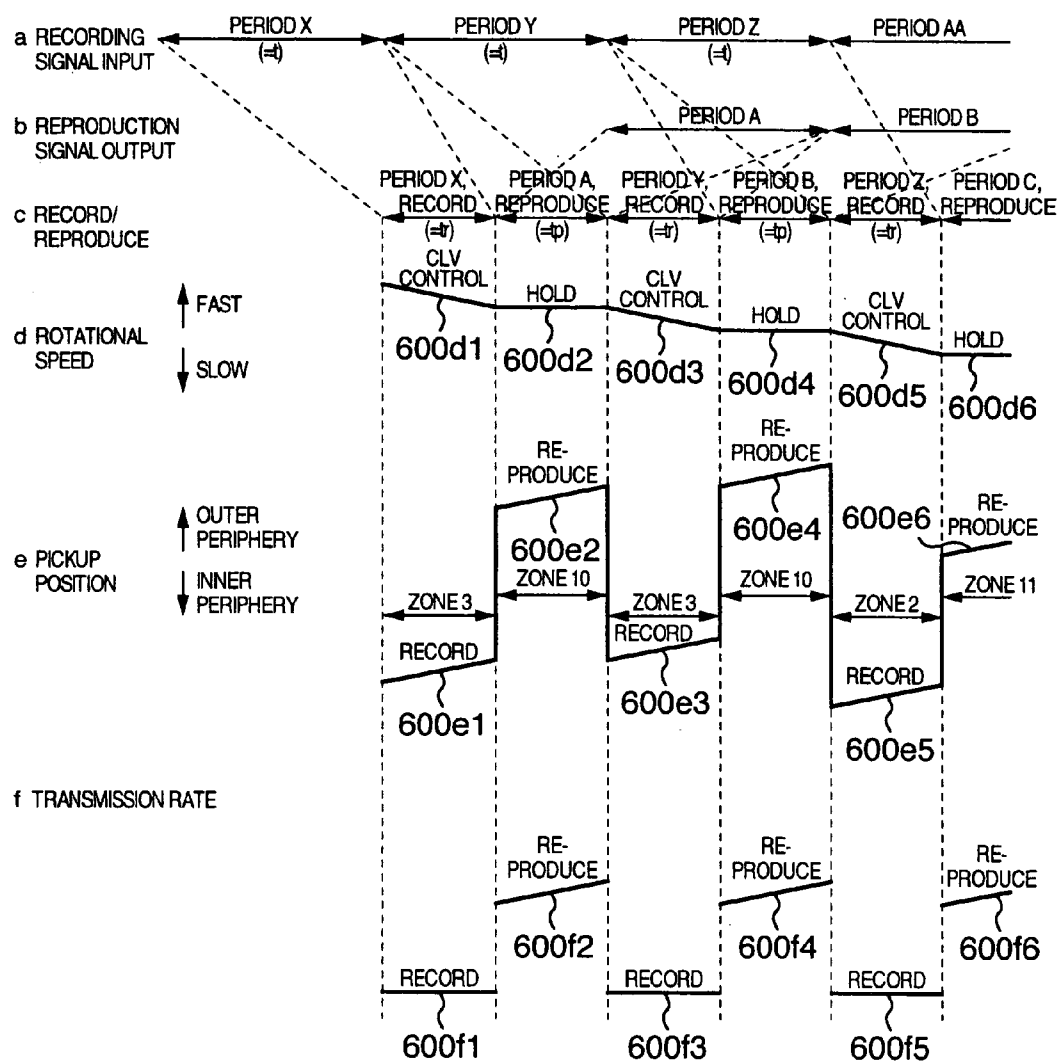 a RECORDING SIGNAL INPUT
PERIOD X
(=t)
PERIOD Y
(=t)
PERIOD Z
(=t)
PERIOD AA
b REPRODUCTION SIGNAL OUTPUT
PERIOD A
PERIOD B
c RECORD/ REPRODUCE
PERIOD X, RECORD
(=tr)
PERIOD A, REPRODUCE
(=tp)
PERIOD Y, RECORD
(=tr)
PERIOD B, REPRODUCE
(=tp)
PERIOD Z, RECORD
(=tr)
PERIOD C, REPRODUCE
d ROTATIONAL SPEED
FAST
SLOW
CLV CONTROL
HOLD
CLV CONTROL
HOLD
CLV CONTROL
HOLD
600d1
600d2
600d3
600d4
600d5
600d6
e PICKUP POSITION
OUTER PERIPHERY
INNER PERIPHERY
RE- PRODUCE
RE- PRODUCE
RE- PRODUCE
600e2
600e4
600e6
ZONE 3
ZONE 10
ZONE 3
ZONE 10
ZONE 2
ZONE 11
RECORD
RECORD
RECORD
600e1
600e3
600e5
f TRANSMISSION RATE
RE- PRODUCE
RE- PRODUCE
RE- PRODUCE
600f2
600f4
600f6
RECORD
RECORD
RECORD
600f1
600f3
600f5